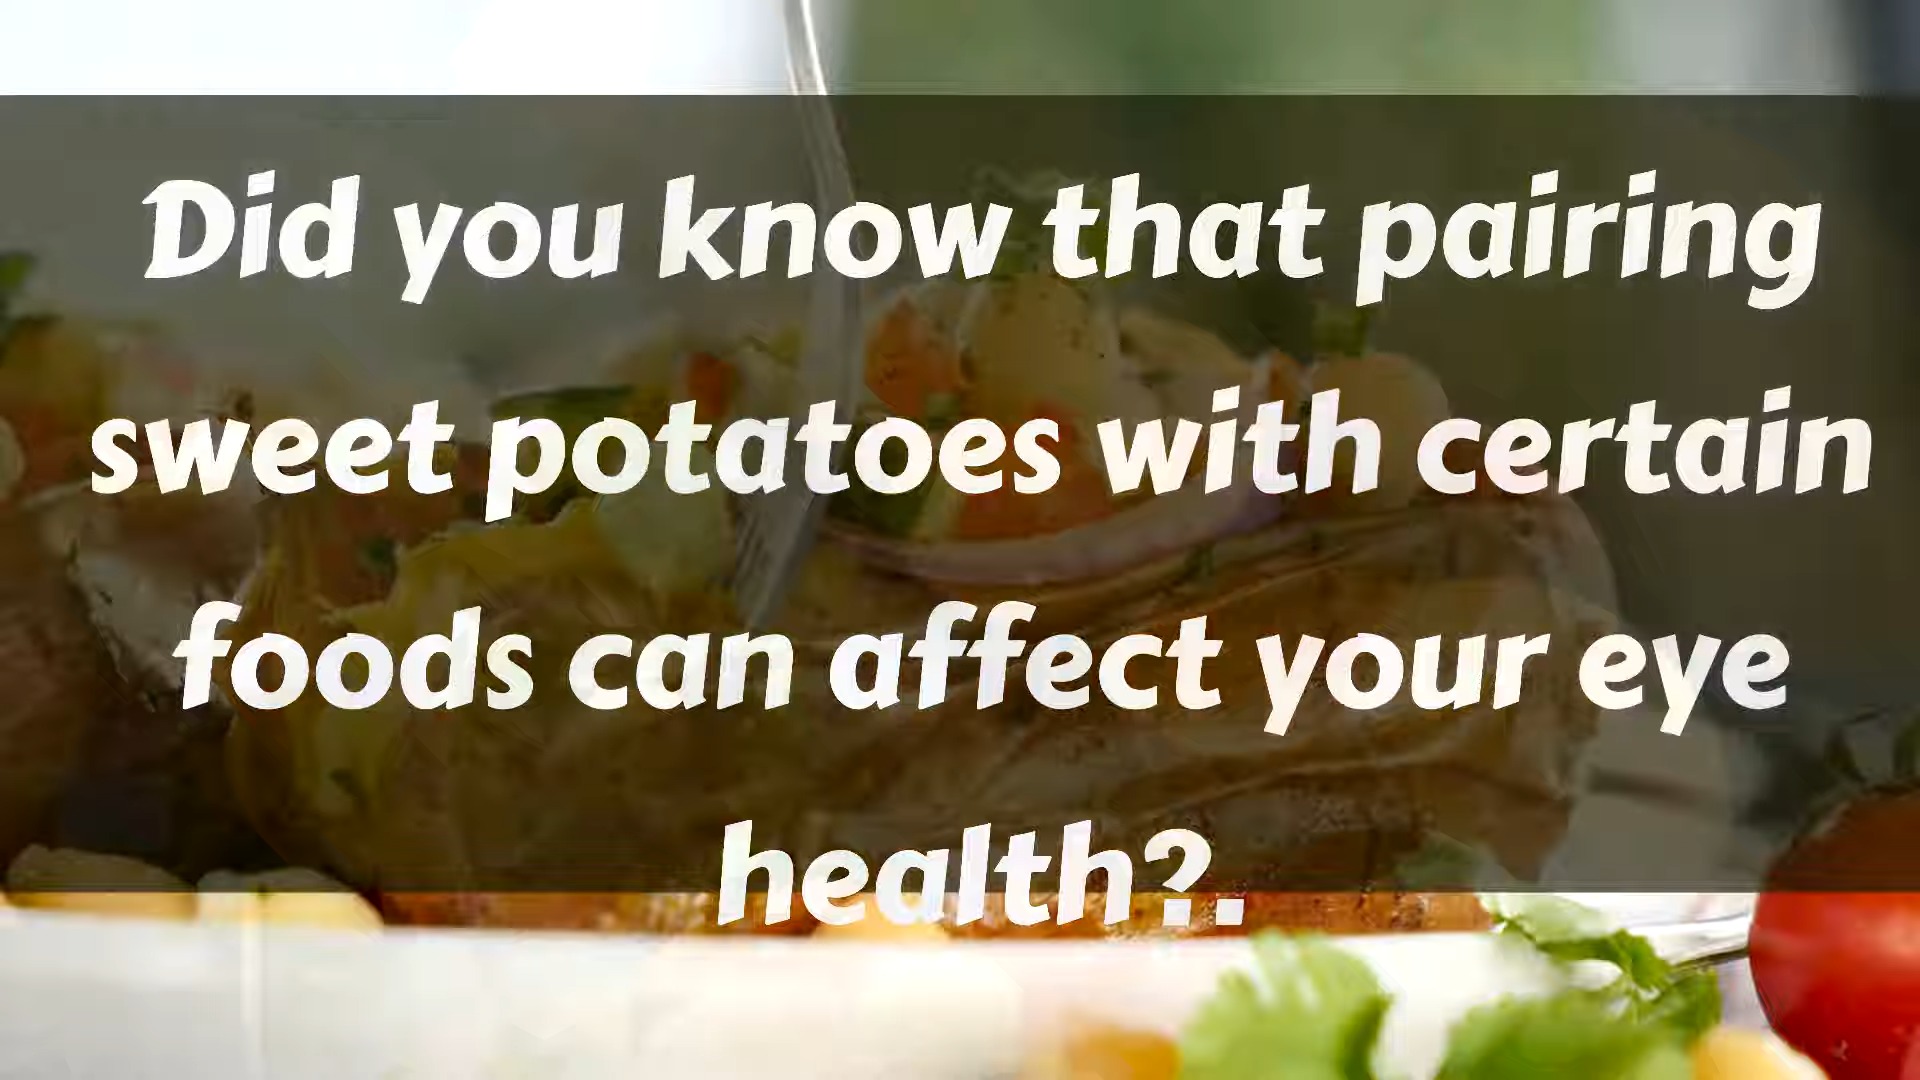 Did you know that pairing
sweet potatoes with certain
foods can affect your eye
health?.